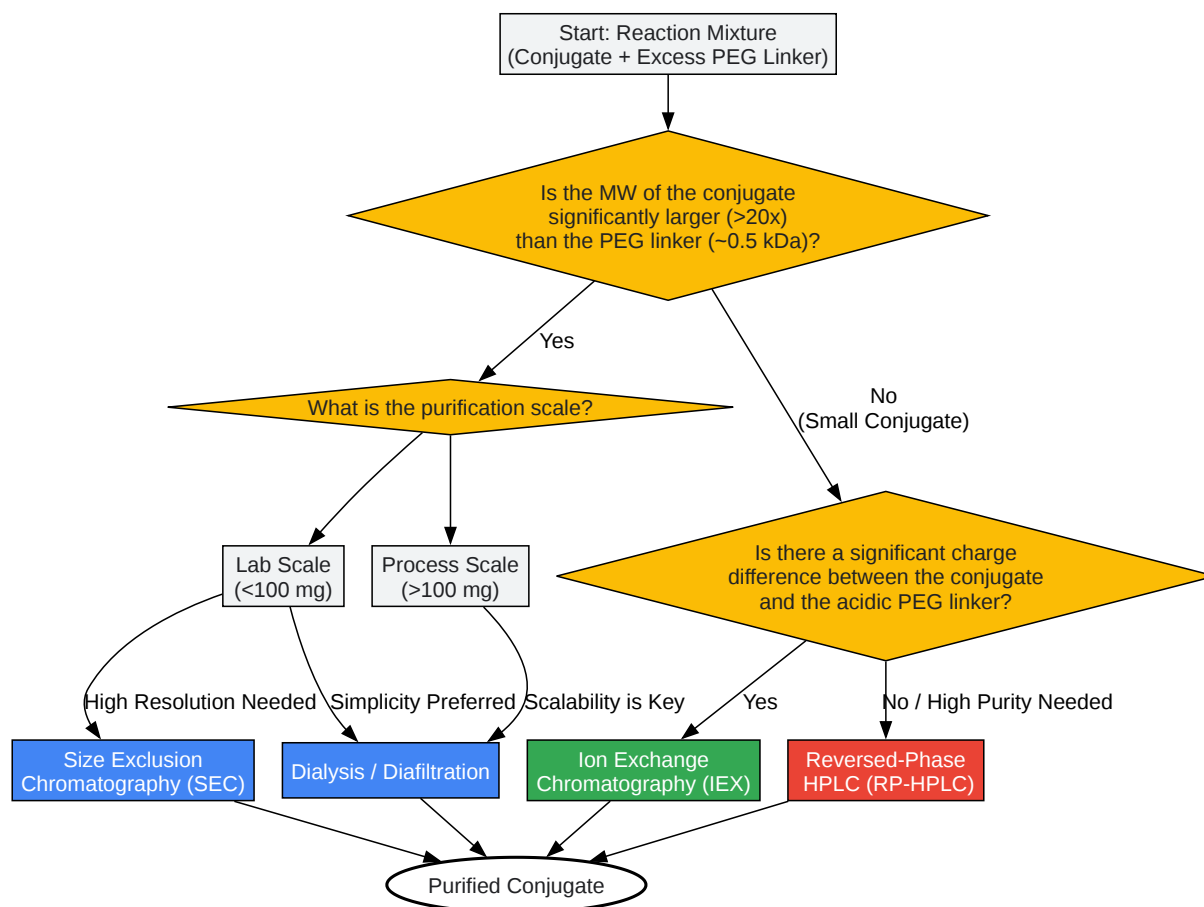 Start: Reaction Mixture
(Conjugate + Excess PEG Linker)
Is the MW of the conjugate
significantly larger (>20x)
than the PEG linker (~0.5 kDa)?
Yes
No
(Small Conjugate)
What is the purification scale?
Lab Scale
(<100 mg)
Process Scale
(>100 mg)
Is there a significant charge
difference between the conjugate
and the acidic PEG linker?
High Resolution Needed
Simplicity Preferred
Scalability is Key
Yes
No / High Purity Needed
Size Exclusion
Chromatography (SEC)
Dialysis / Diafiltration
Ion Exchange
Chromatography (IEX)
Reversed-Phase
HPLC (RP-HPLC)
Purified Conjugate